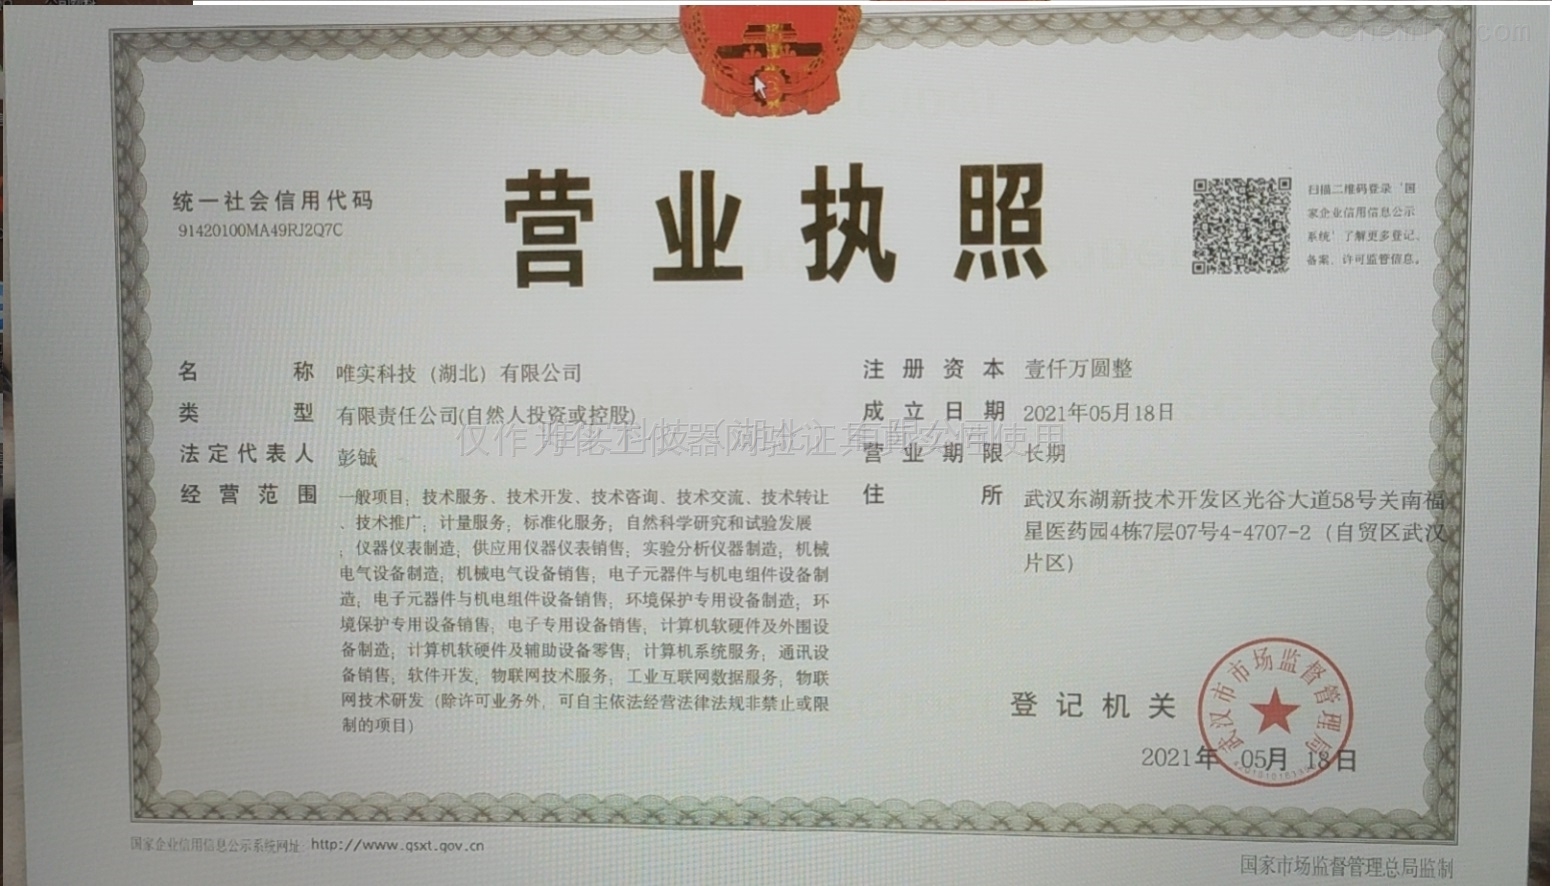 营业执照
统一社会信用代码
91420100MA49RJ2Q7C
扫描二维码登录‘国
家企业信用信息公示
系统’了解更多登记、
备案、许可监管信息。
名称 唯实科技（湖北）有限公司
类型 有限责任公司(自然人投资或控股)
法定代表人 彭铖
经营范围 一般项目：技术服务、技术开发、技术咨询、技术交流、技术转让
、技术推广；计量服务；标准化服务；自然科学研究和试验发展
；仪器仪表制造；供应用仪器仪表销售；实验分析仪器制造；机械
电气设备制造；机械电气设备销售；电子元器件与机电组件设备制
造；电子元器件与机电组件设备销售；环境保护专用设备制造；环
境保护专用设备销售；电子专用设备销售；计算机软硬件及外围设
备制造；计算机软硬件及辅助设备零售；计算机系统服务；通讯设
备销售；软件开发；物联网技术服务；工业互联网数据服务；物联
网技术研发（除许可业务外，可自主依法经营法律法规非禁止或限
制的项目）
注册资本 壹仟万圆整
成立日期 2021年05月18日
营业期限 长期
住所 武汉东湖新技术开发区光谷大道58号关南福
星医药园4栋7层07号4-4707-2（自贸区武汉
片区）
登记机关
武汉市市场监督管理局
2021年 05月 18日
国家企业信用信息公示系统网址 http://www.gsxt.gov.cn
国家市场监督管理总局监制